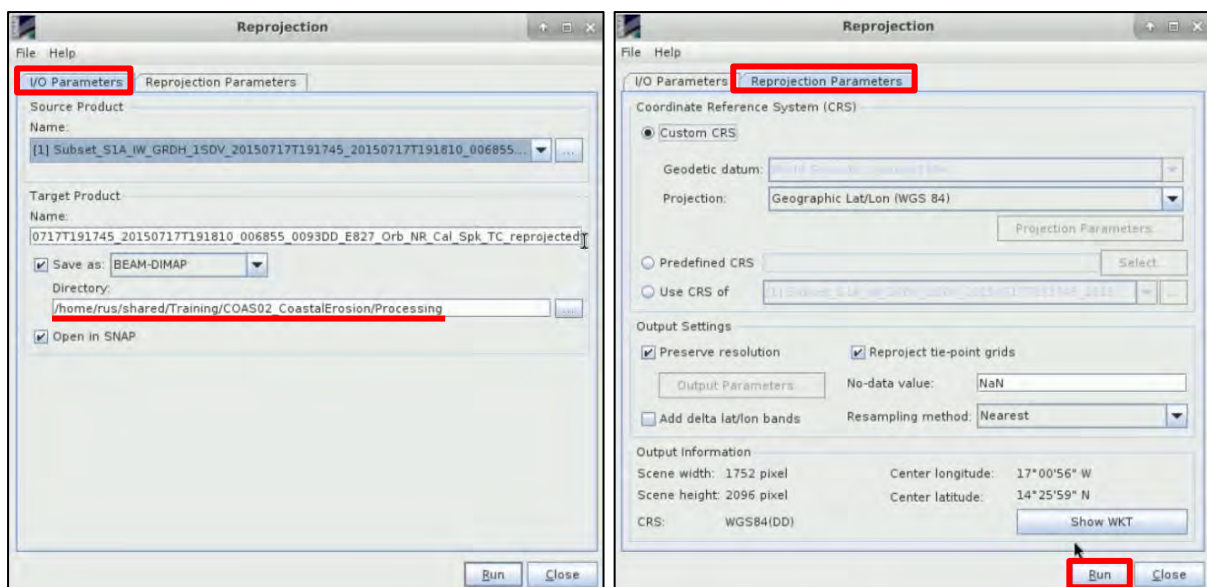 Reprojection
File Help
I/O Parameters Reprojection Parameters
Source Product
Name:
[1] Subset_S1A_IW_GRDH_1SDV_20150717T191745_20150717T191810_006855... ...
Target Product
Name:
0717T191745_20150717T191810_006855_0093DD_E827_Orb_NR_Cal_Spk_TC_reprojected
Save as: BEAM-DIMAP
Directory:
/home/rus/shared/Training/COAS02_CoastalErosion/Processing ...
Open in SNAP
Run Close
Reprojection
File Help
I/O Parameters Reprojection Parameters
Coordinate Reference System (CRS)
Custom CRS
Geodetic datum:
Projection: Geographic Lat/Lon (WGS 84)
Projection Parameters
Predefined CRS Select...
Use CRS of ...
Output Settings
Preserve resolution Reproject tie-point grids
Output Parameters... No-data value: NaN
Add delta lat/lon bands Resampling method: Nearest
Output Information
Scene width: 1752 pixel Center longitude: 17°00'56" W
Scene height: 2096 pixel Center latitude: 14°25'59" N
CRS: WGS84(DD) Show WKT
Run Close